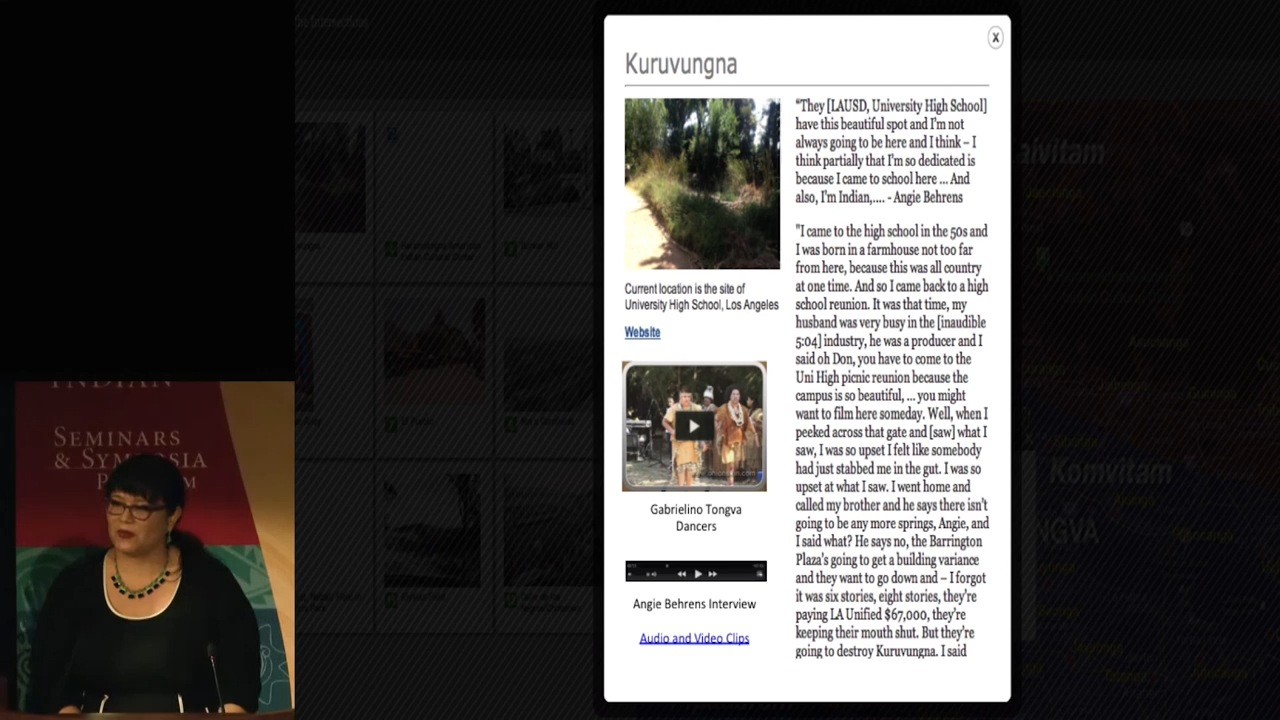 Kuruvungna
X
“They [LAUSD, University High School]
have this beautiful spot and I'm not
always going to be here and I think – I
think partially that I'm so dedicated is
because I came to school here ... And
also, I'm Indian,.... - Angie Behrens
"I came to the high school in the 50s and
I was born in a farmhouse not too far
from here, because this was all country
at one time. And so I came back to a high
school reunion. It was that time, my
husband was very busy in the [inaudible
5:04] industry, he was a producer and I
said oh Don, you have to come to the
Uni High picnic reunion because the
campus is so beautiful, ... you might
want to film here someday. Well, when I
peeked across that gate and [saw] what I
saw, I was so upset I felt like somebody
had just stabbed me in the gut. I was so
upset at what I saw. I went home and
called my brother and he says there isn't
going to be any more springs, Angie, and
I said what? He says no, the Barrington
Plaza's going to get a building variance
and they want to go down and – I forgot
it was six stories, eight stories, they're
paying LA Unified $67,000, they're
keeping their mouth shut. But they're
going to destroy Kuruvungna. I said
Current location is the site of
University High School, Los Angeles
Website
Gabrielino Tongva
Dancers
Angie Behrens Interview
Audio and Video Clips
INDIAN
SEMINARS
& SYMPOSIA